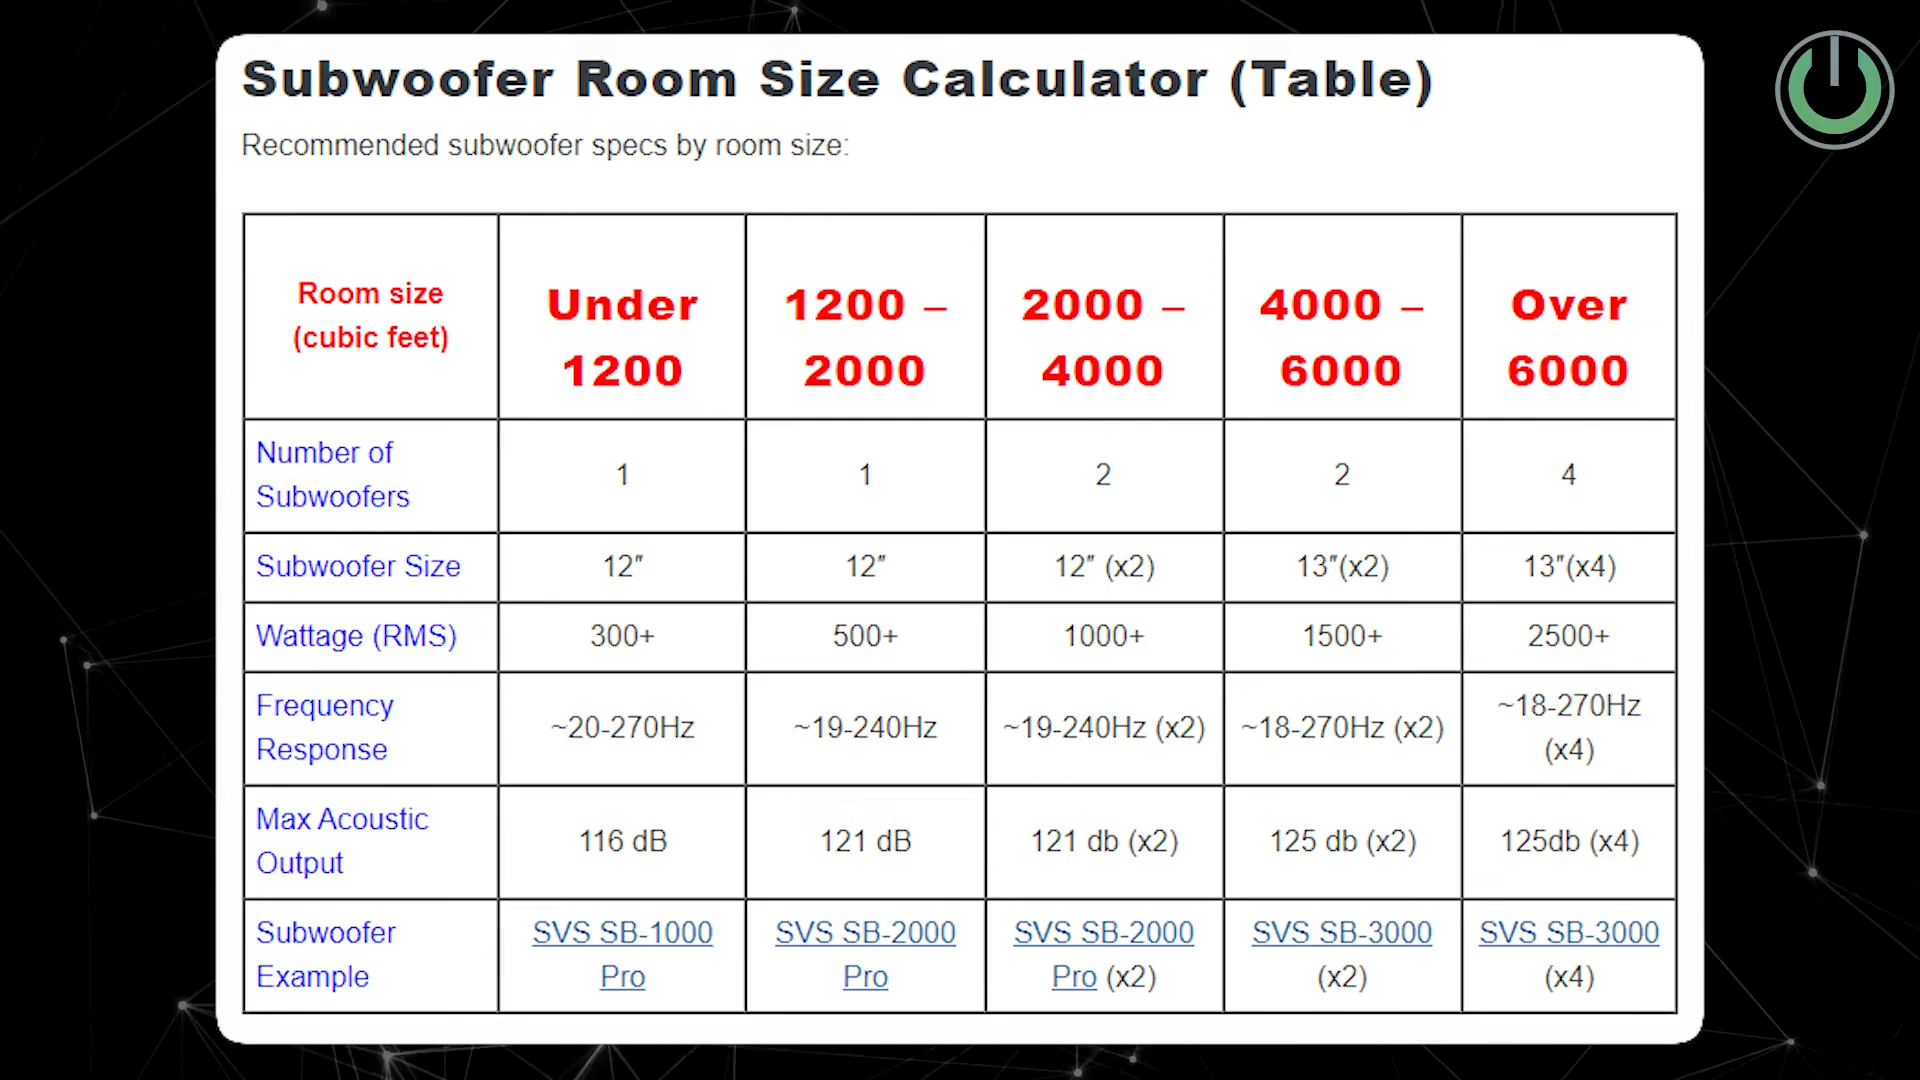 Subwoofer Room Size Calculator (Table)
Recommended subwoofer specs by room size:
Room size
(cubic feet)
Under
1200
1200 –
2000
2000 –
4000
4000 –
6000
Over
6000
Number of
Subwoofers
1
1
2
2
4
Subwoofer Size
12″
12″
12″ (x2)
13″(x2)
13″(x4)
Wattage (RMS)
300+
500+
1000+
1500+
2500+
Frequency
Response
~20-270Hz
~19-240Hz
~19-240Hz (x2)
~18-270Hz (x2)
~18-270Hz
(x4)
Max Acoustic
Output
116 dB
121 dB
121 db (x2)
125 db (x2)
125db (x4)
Subwoofer
Example
SVS SB-1000
Pro
SVS SB-2000
Pro
SVS SB-2000
Pro (x2)
SVS SB-3000
(x2)
SVS SB-3000
(x4)